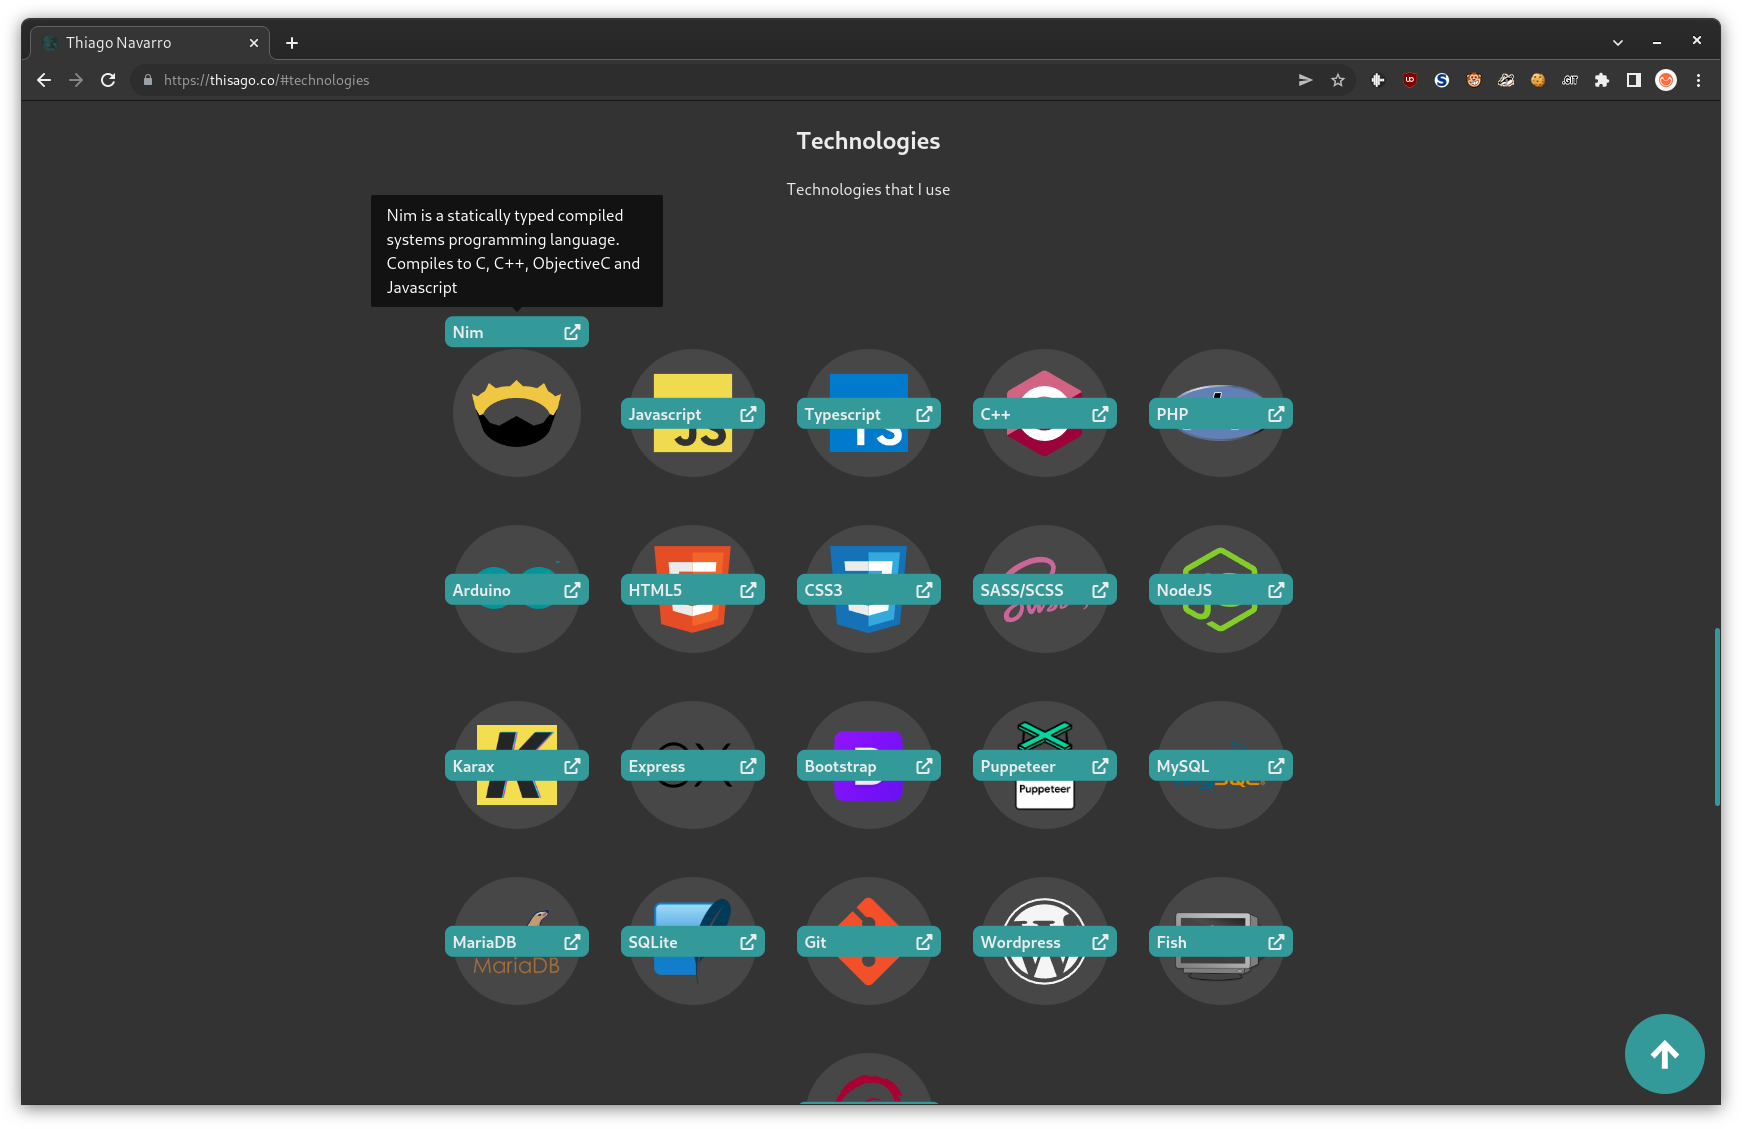 Thiago Navarro
https://thisago.co/#technologies
Technologies
Technologies that I use
Nim is a statically typed compiled
systems programming language.
Compiles to C, C++, ObjectiveC and
Javascript
Nim
Javascript
JS
Typescript
TS
C++
PHP
Arduino
HTML5
CSS3
SASS/SCSS
NodeJS
Karax
K
Express
Bootstrap
Puppeteer
Puppeteer
MySQL
MariaDB
MariaDB
SQLite
Git
Wordpress
Fish